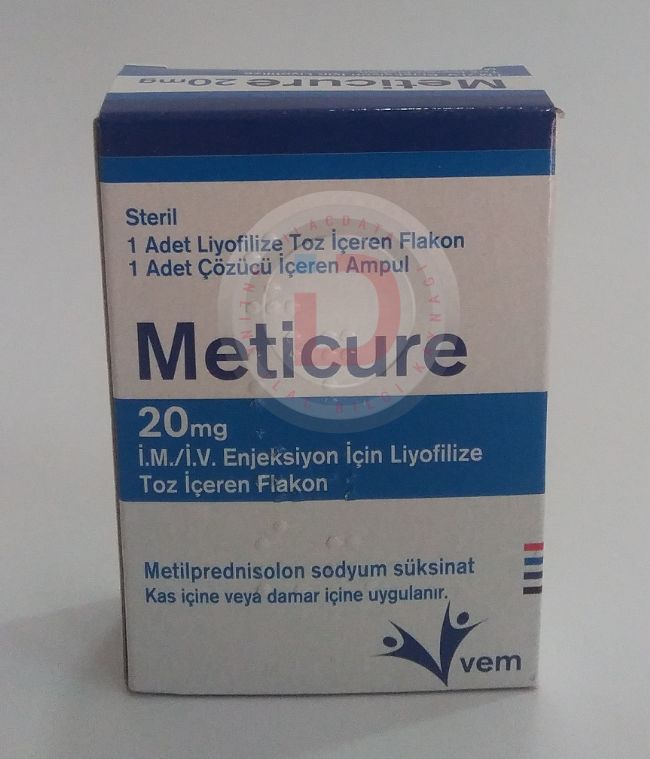 Meticure 20mg
Steril
1 Adet Liyofilize Toz İçeren Flakon
1 Adet Çözücü İçeren Ampul
Meticure
20mg
İ.M./İ.V. Enjeksiyon İçin Liyofilize
Toz İçeren Flakon
Metilprednisolon sodyum süksinat
Kas içine veya damar içine uygulanır.
vem